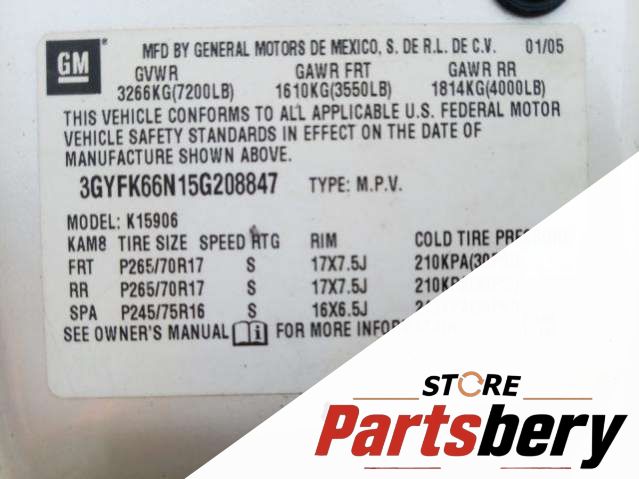 GM
MFD BY GENERAL MOTORS DE MEXICO, S. DE R.L. DE C.V. 01/05
GVWR GAWR FRT GAWR RR
3266KG(7200LB) 1610KG(3550LB) 1814KG(4000LB)
THIS VEHICLE CONFORMS TO ALL APPLICABLE U.S. FEDERAL MOTOR
VEHICLE SAFETY STANDARDS IN EFFECT ON THE DATE OF
MANUFACTURE SHOWN ABOVE.
3GYFK66N15G208847 TYPE: M.P.V.
MODEL: K15906
KAM8 TIRE SIZE SPEED RTG RIM COLD TIRE
FRT P265/70R17 S 17X7.5J
RR P265/70R17 S 17X7.5J
SPA P245/75R16 S 16X6.5J
SEE OWNER'S MANUAL FOR MORE
STORE
Partsbery